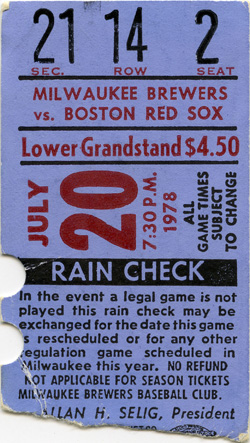 21 14 2
SEC. ROW SEAT
MILWAUKEE BREWERS
vs. BOSTON RED SOX
Lower Grandstand $4.50
JULY
20
7:30 P.M.
1978
ALL
GAME TIMES
SUBJECT
TO CHANGE
RAIN CHECK
In the event a legal game is not
played this rain check may be
exchanged for the date this game
is rescheduled or for any other
regulation game scheduled in
Milwaukee this year. NO REFUND
NOT APPLICABLE FOR SEASON TICKETS
MILWAUKEE BREWERS BASEBALL CLUB.
LLAN H. SELIG, President